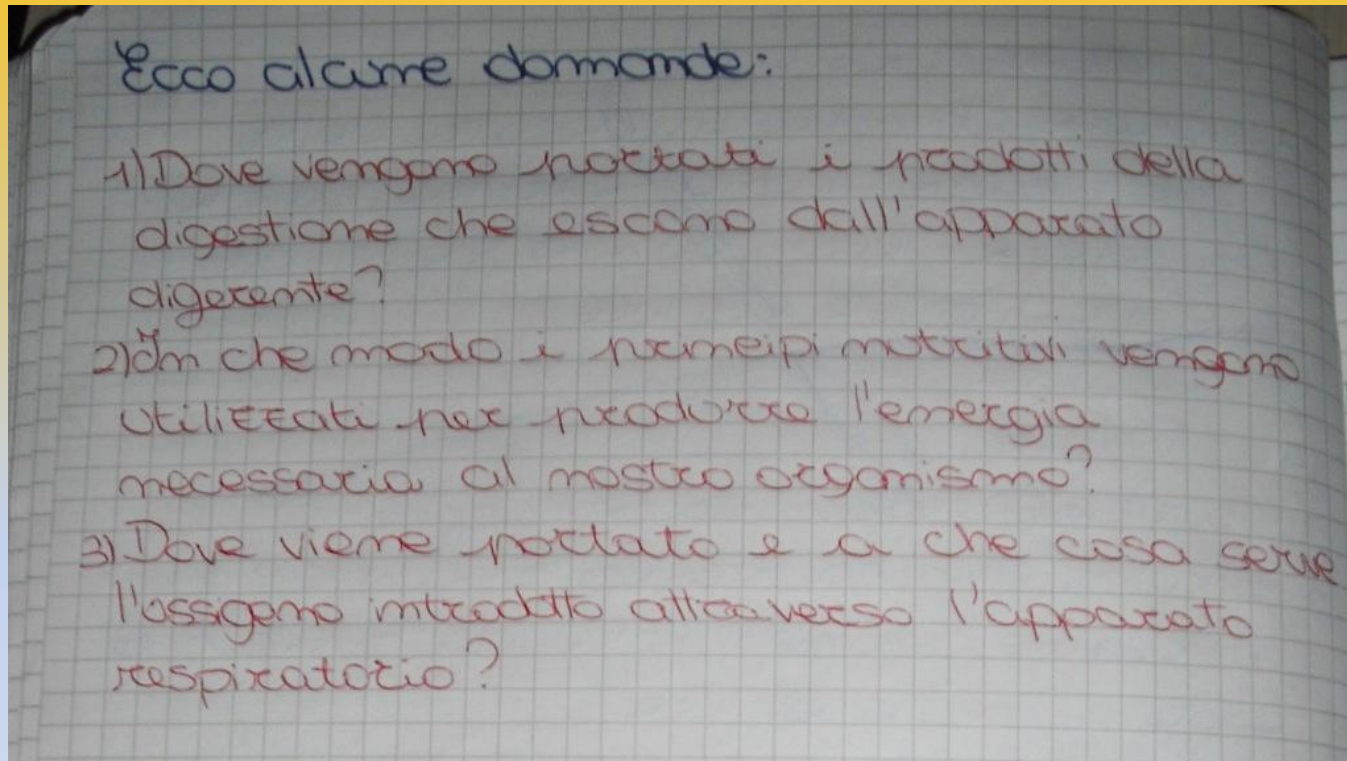 Ecco alcune domande:
1) Dove vengono portati i prodotti della
digestione che escono dall'apparato
digerente?
2) In che modo i principi nutritivi vengono
utilizzati per produrre l'energia
necessaria al nostro organismo?
3) Dove viene portato e a che cosa serve
l'ossigeno introdotto attraverso l'apparato
respiratorio?